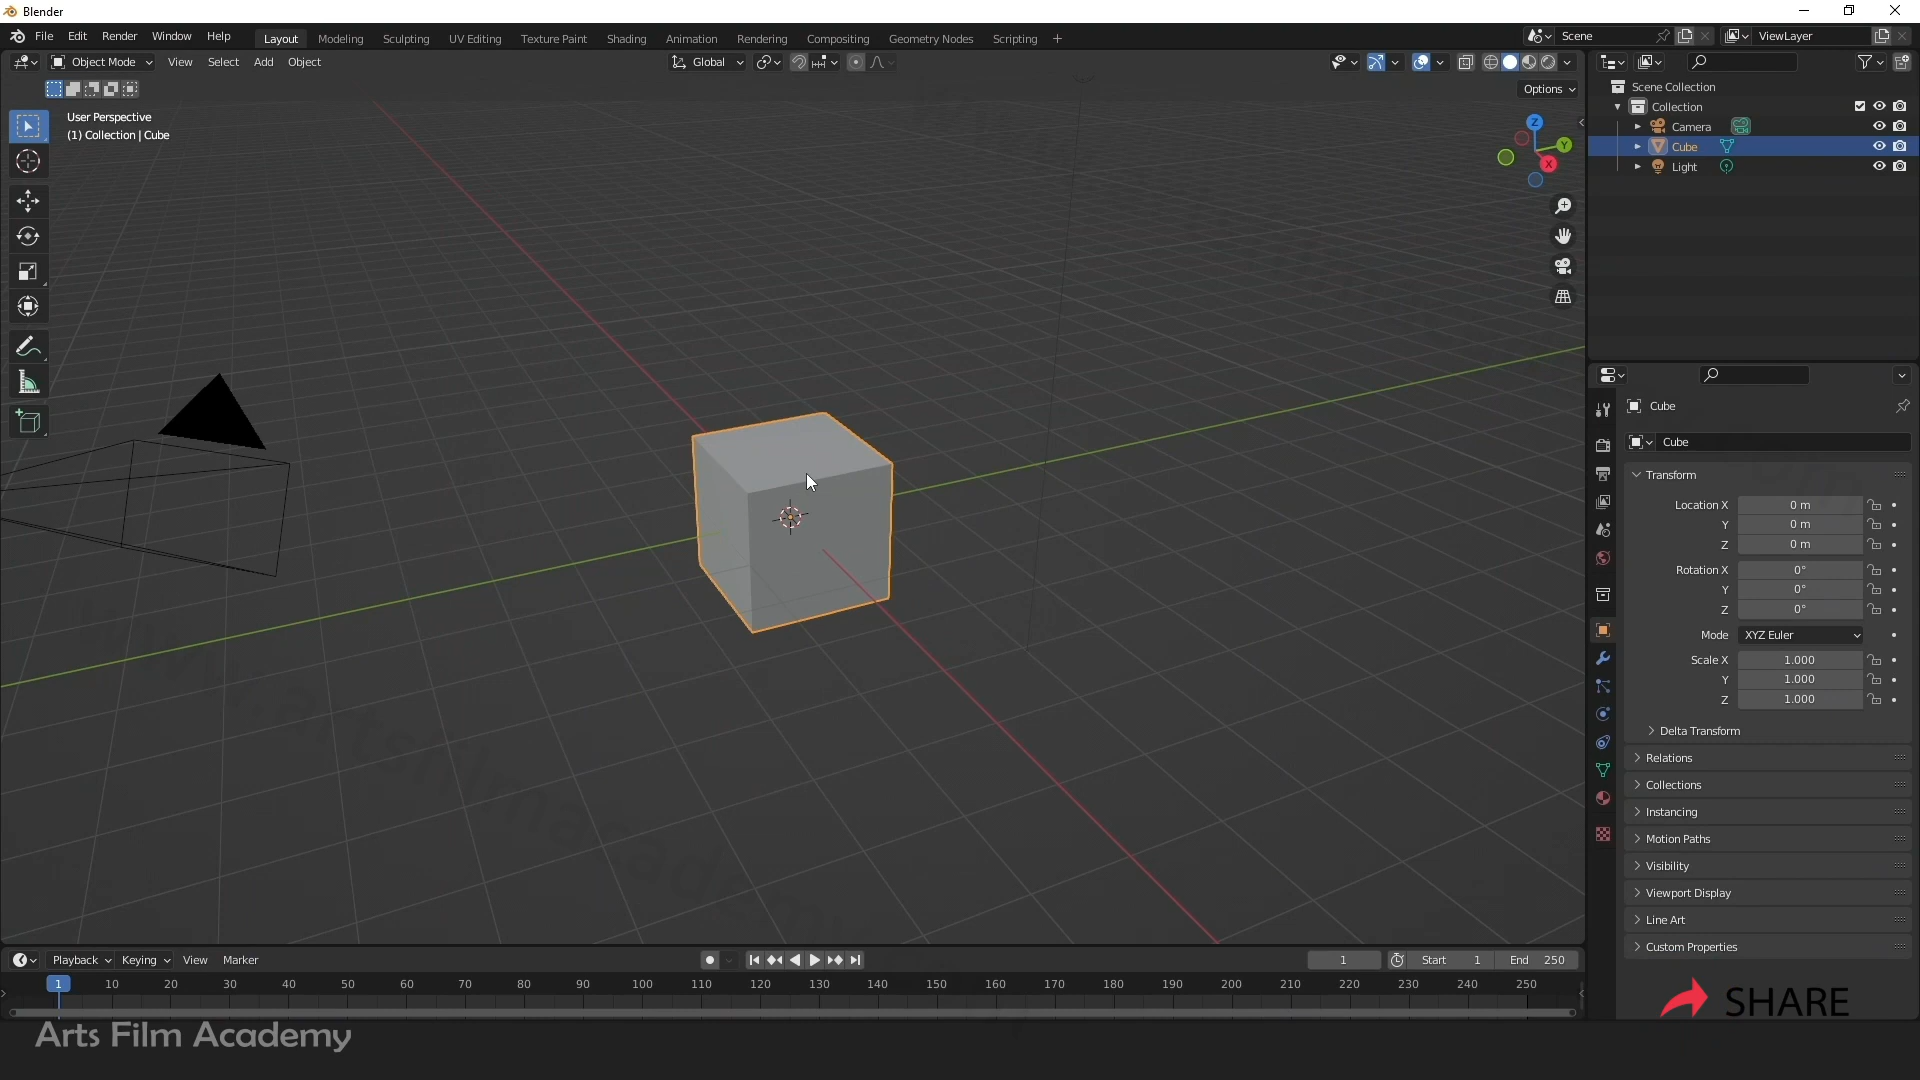 Blender
File Edit Render Window Help Layout Modeling Sculpting UV Editing Texture Paint Shading Animation Rendering Compositing Geometry Nodes Scripting + Scene ViewLayer
Object Mode View Select Add Object Global
Options
User Perspective
(1) Collection | Cube
Z
Y
X
Scene Collection
Collection
Camera
Cube
Light
Cube
Cube
Transform
Location X 0 m
Y 0 m
Z 0 m
Rotation X 0°
Y 0°
Z 0°
Mode XYZ Euler
Scale X 1.000
Y 1.000
Z 1.000
Delta Transform
Relations
Collections
Instancing
Motion Paths
Visibility
Viewport Display
Line Art
Custom Properties
Playback Keying View Marker 1 Start 1 End 250
1 10 20 30 40 50 60 70 80 90 100 110 120 130 140 150 160 170 180 190 200 210 220 230 240 250
SHARE
Arts Film Academy